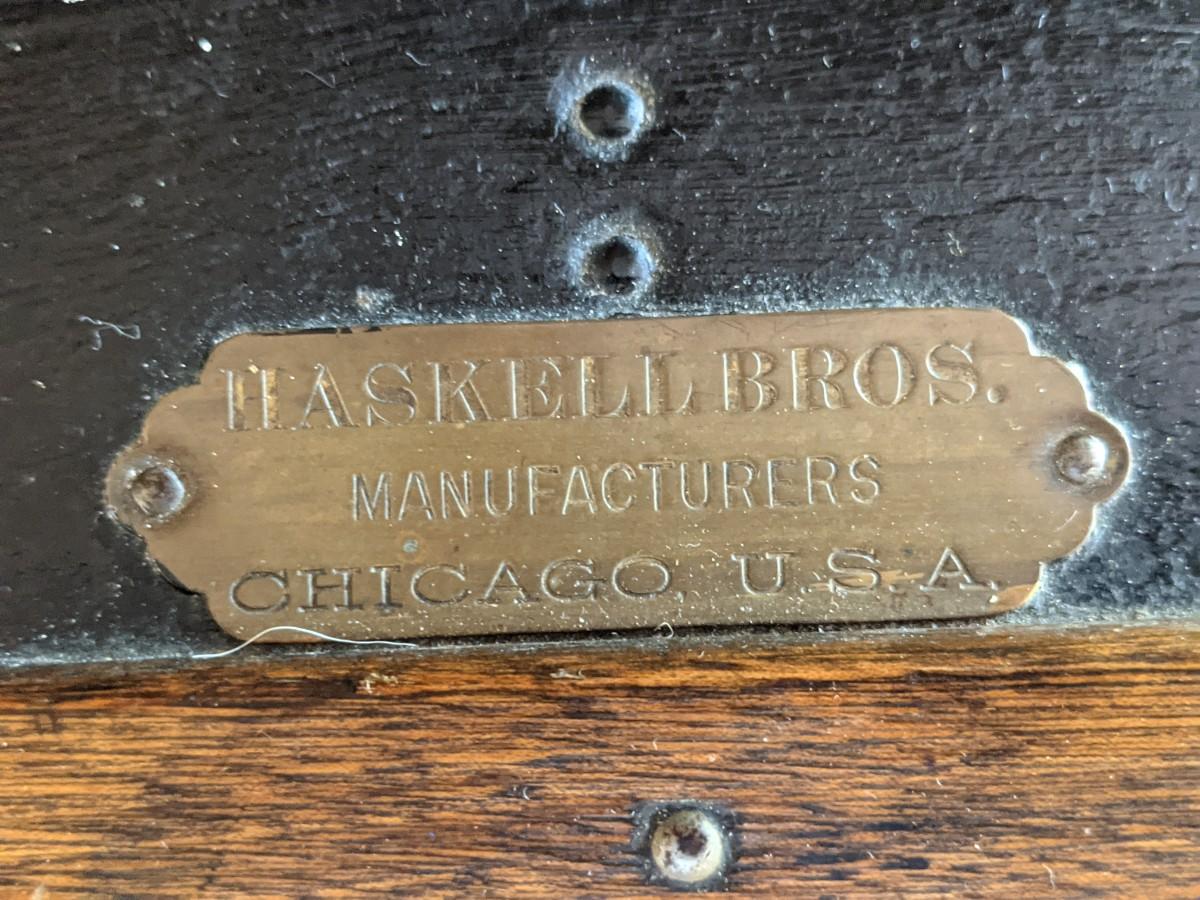 HASKELL BROS.
MANUFACTURERS
CHICAGO, U.S.A.